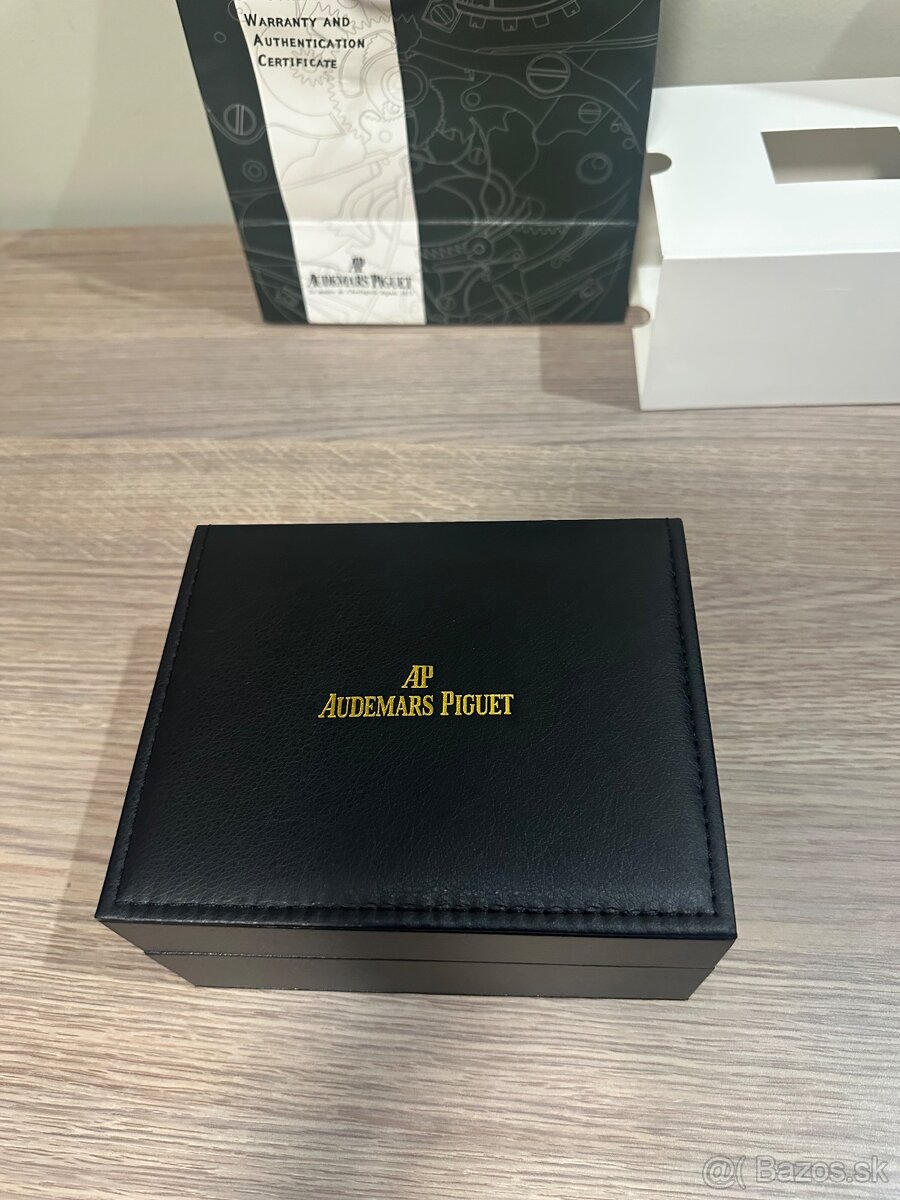 WARRANTY AND
AUTHENTICATION
CERTIFICATE
AP
AUDEMARS PIGUET
AP
AUDEMARS PIGUET
@( Bazos.sk